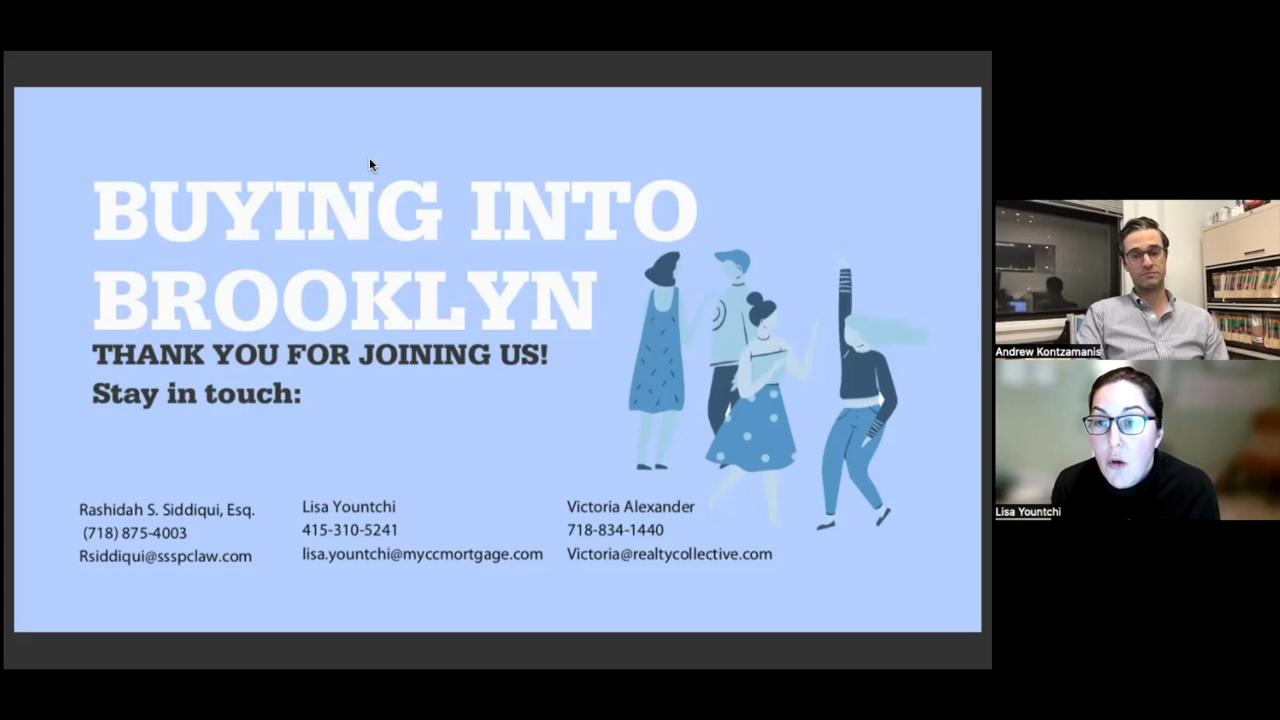 BUYING INTO
BROOKLYN
THANK YOU FOR JOINING US!
Stay in touch:
Rashidah S. Siddiqui, Esq.
(718) 875-4003
Rsiddiqui@ssspclaw.com
Lisa Yountchi
415-310-5241
lisa.yountchi@myccmortgage.com
Victoria Alexander
718-834-1440
Victoria@realtycollective.com
Andrew Kontzamanis
Lisa Yountchi